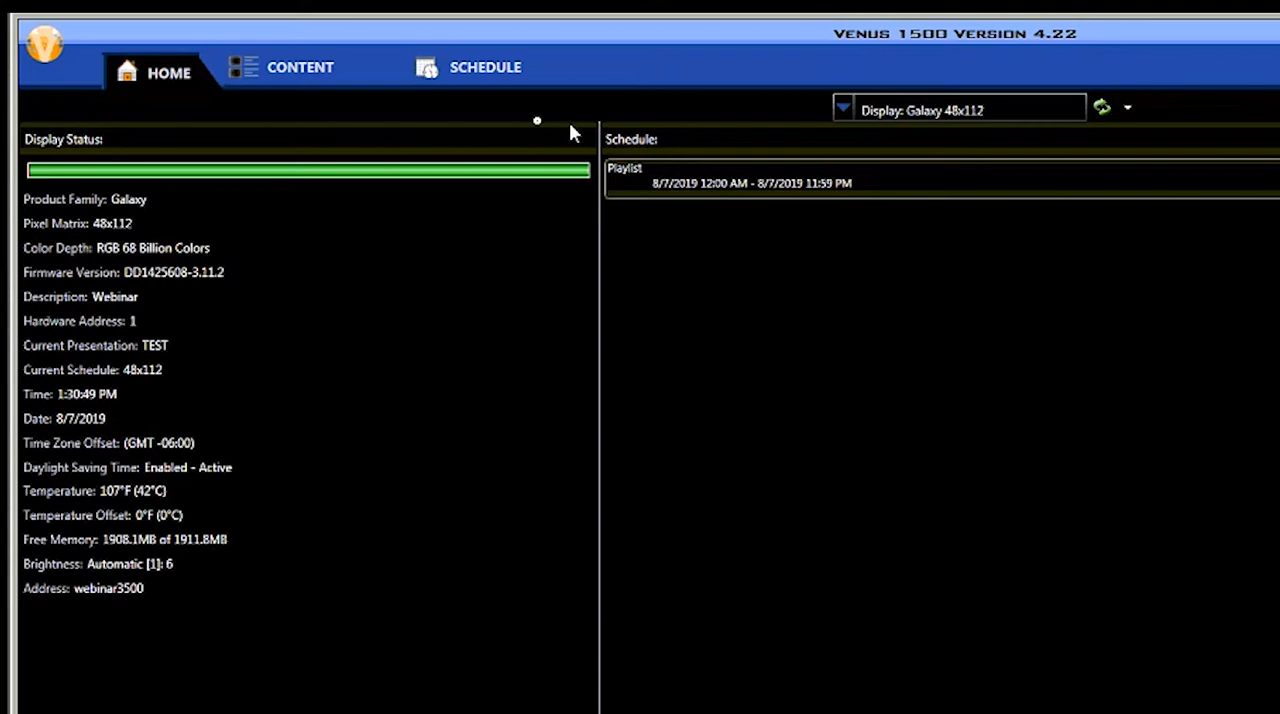 VENUS 1500 VERSION 4.22
HOME
CONTENT
SCHEDULE
Display: Galaxy 48x112
Display Status:
Product Family: Galaxy
Pixel Matrix: 48x112
Color Depth: RGB 68 Billion Colors
Firmware Version: DD1425608-3.11.2
Description: Webinar
Hardware Address: 1
Current Presentation: TEST
Current Schedule: 48x112
Time: 1:30:49 PM
Date: 8/7/2019
Time Zone Offset: (GMT -06:00)
Daylight Saving Time: Enabled - Active
Temperature: 107°F (42°C)
Temperature Offset: 0°F (0°C)
Free Memory: 1908.1MB of 1911.8MB
Brightness: Automatic [1]: 6
Address: webinar3500
Schedule:
Playlist
8/7/2019 12:00 AM - 8/7/2019 11:59 PM